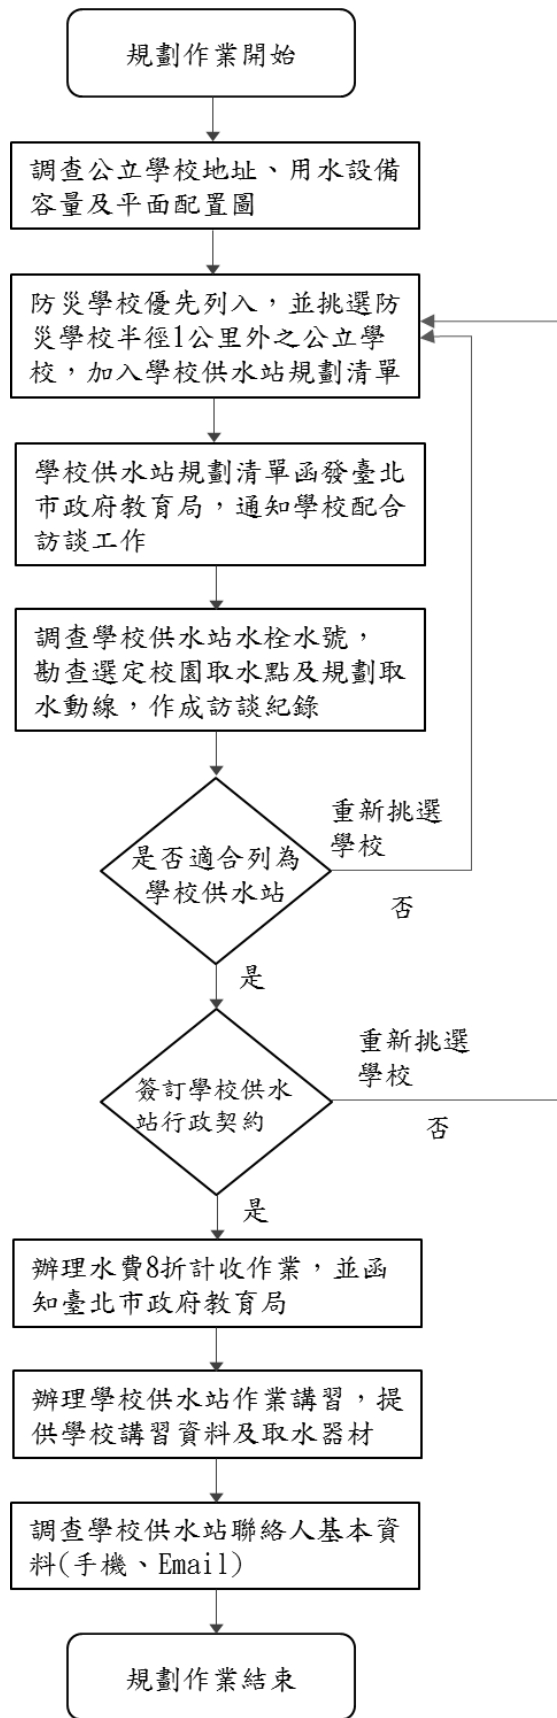 規劃作業開始
調查公立學校地址、用水設備
容量及平面配置圖
防災學校優先列入，並挑選防
災學校半徑1公里外之公立學
校，加入學校供水站規劃清單
學校供水站規劃清單函發臺北
市政府教育局，通知學校配合
訪談工作
調查學校供水站水栓水號，
勘查選定校園取水點及規劃取
水動線，作成訪談紀錄
重新挑選
學校
是否適合列為
學校供水站
否
是
重新挑選
學校
簽訂學校供水
站行政契約
否
是
辦理水費8折計收作業，並函
知臺北市政府教育局
辦理學校供水站作業講習，提
供學校講習資料及取水器材
調查學校供水站聯絡人基本資
料(手機、Email)
規劃作業結束